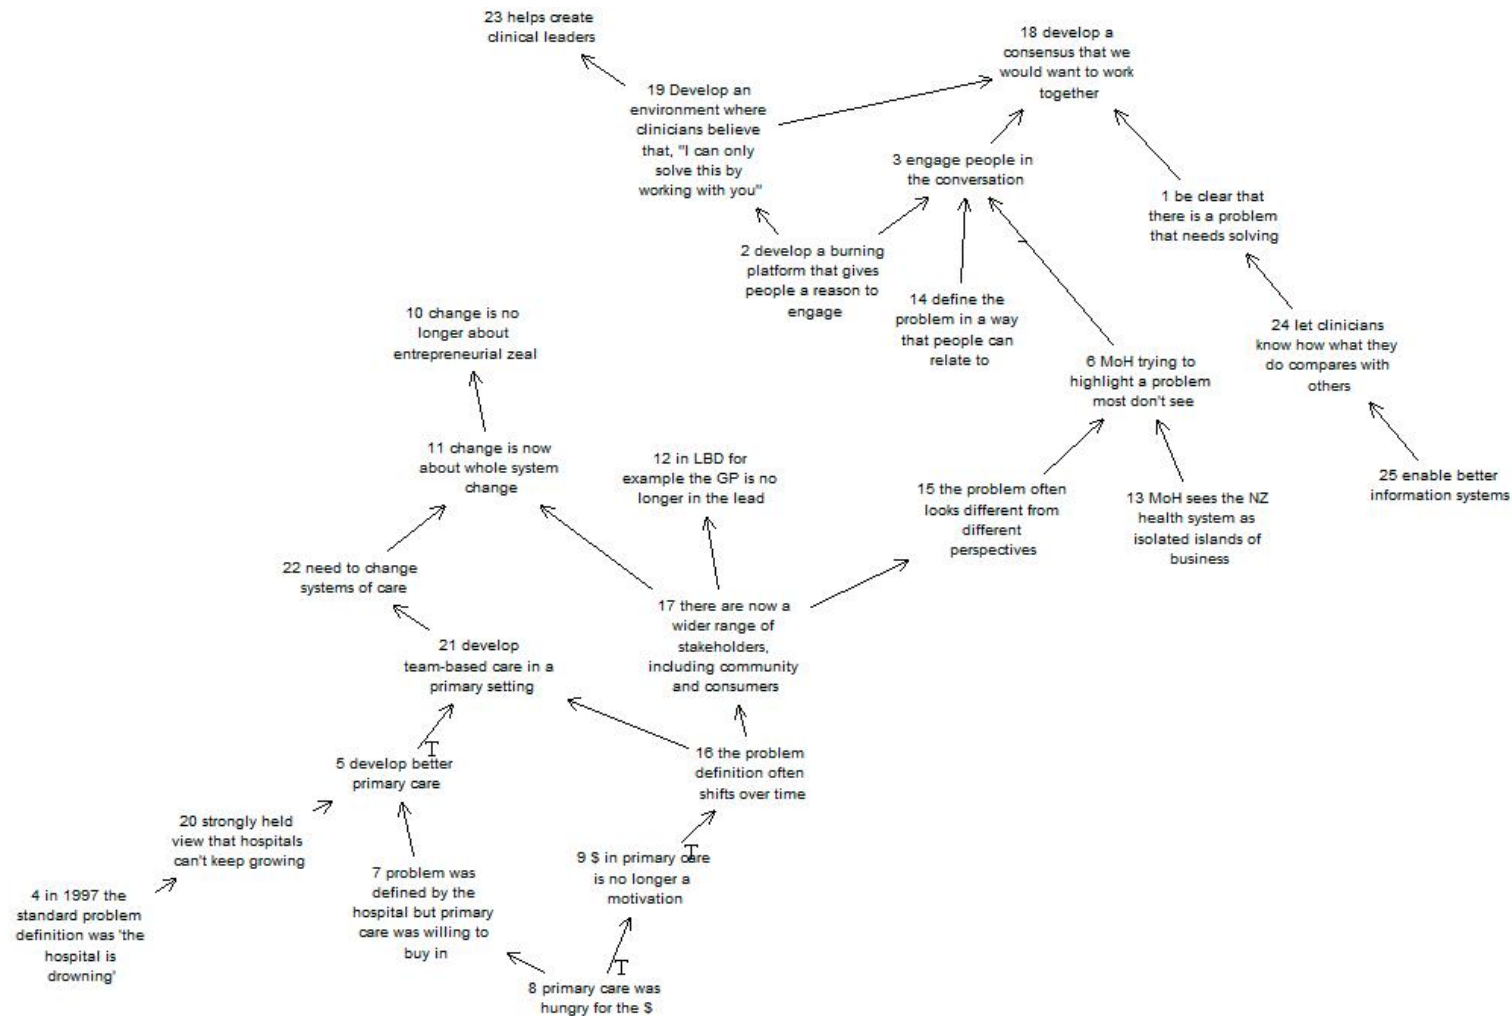 23 helps create
clinical leaders
18 develop a
consensus that we
would want to work
together
19 Develop an
environment where
clinicians believe
that, "I can only
solve this by
working with you"
3 engage people in
the conversation
1 be clear that
there is a problem
that needs solving
2 develop a burning
platform that gives
people a reason to
engage
14 define the
problem in a way
that people can
relate to
10 change is no
longer about
entrepreneurial zeal
24 let clinicians
know how what they
do compares with
others
6 MoH trying to
highlight a problem
most don't see
11 change is now
about whole system
change
12 in LBD for
example the GP is no
longer in the lead
25 enable better
information systems
15 the problem often
looks different from
different
perspectives
13 MoH sees the NZ
health system as
isolated islands of
business
22 need to change
systems of care
17 there are now a
wider range of
stakeholders,
including community
and consumers
21 develop
team-based care in a
primary setting
T
16 the problem
definition often
shifts over time
5 develop better
primary care
20 strongly held
view that hospitals
can't keep growing
T
9 $ in primary care
is no longer a
motivation
7 problem was
defined by the
hospital but primary
care was willing to
buy in
4 in 1997 the
standard problem
definition was 'the
hospital is
drowning'
T
8 primary care was
hungry for the $